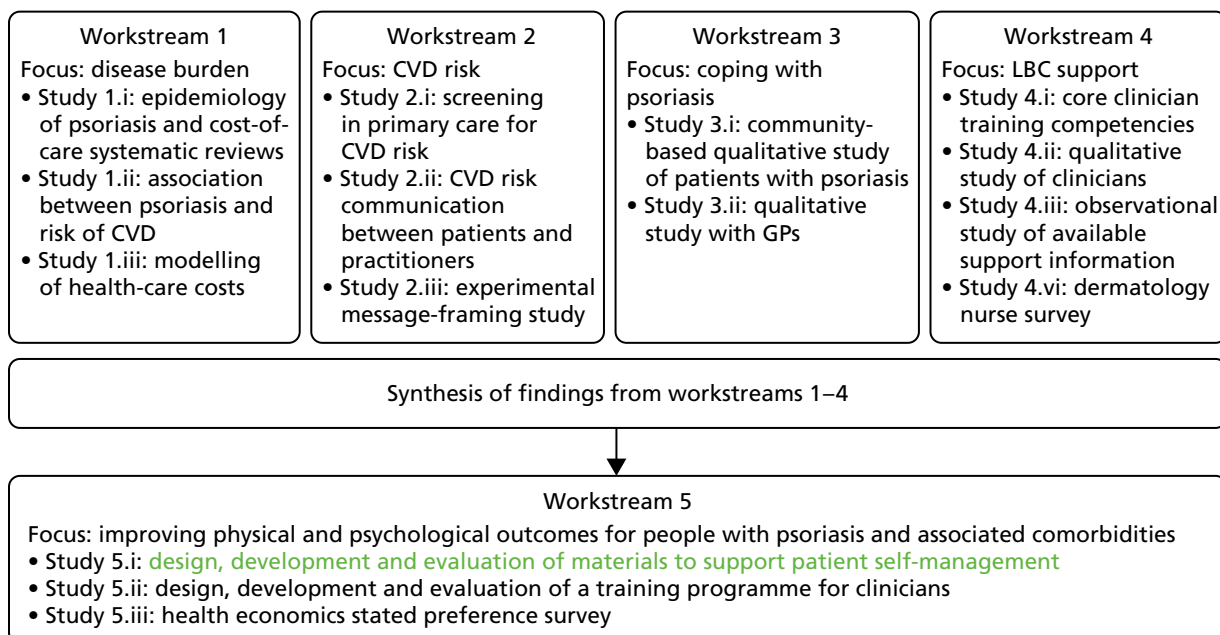 Workstream 1
Focus: disease burden
• Study 1.i: epidemiology
of psoriasis and cost-of-
care systematic reviews
• Study 1.ii: association
between psoriasis and
risk of CVD
• Study 1.iii: modelling
of health-care costs
Workstream 2
Focus: CVD risk
• Study 2.i: screening
in primary care for
CVD risk
• Study 2.ii: CVD risk
communication
between patients and
practitioners
• Study 2.iii: experimental
message-framing study
Workstream 3
Focus: coping with
psoriasis
• Study 3.i: community-
based qualitative study
of patients with psoriasis
• Study 3.ii: qualitative
study with GPs
Workstream 4
Focus: LBC support
• Study 4.i: core clinician
training competencies
• Study 4.ii: qualitative
study of clinicians
• Study 4.iii: observational
study of available
support information
• Study 4.vi: dermatology
nurse survey
Synthesis of findings from workstreams 1–4
Workstream 5
Focus: improving physical and psychological outcomes for people with psoriasis and associated comorbidities
• Study 5.i: design, development and evaluation of materials to support patient self-management
• Study 5.ii: design, development and evaluation of a training programme for clinicians
• Study 5.iii: health economics stated preference survey